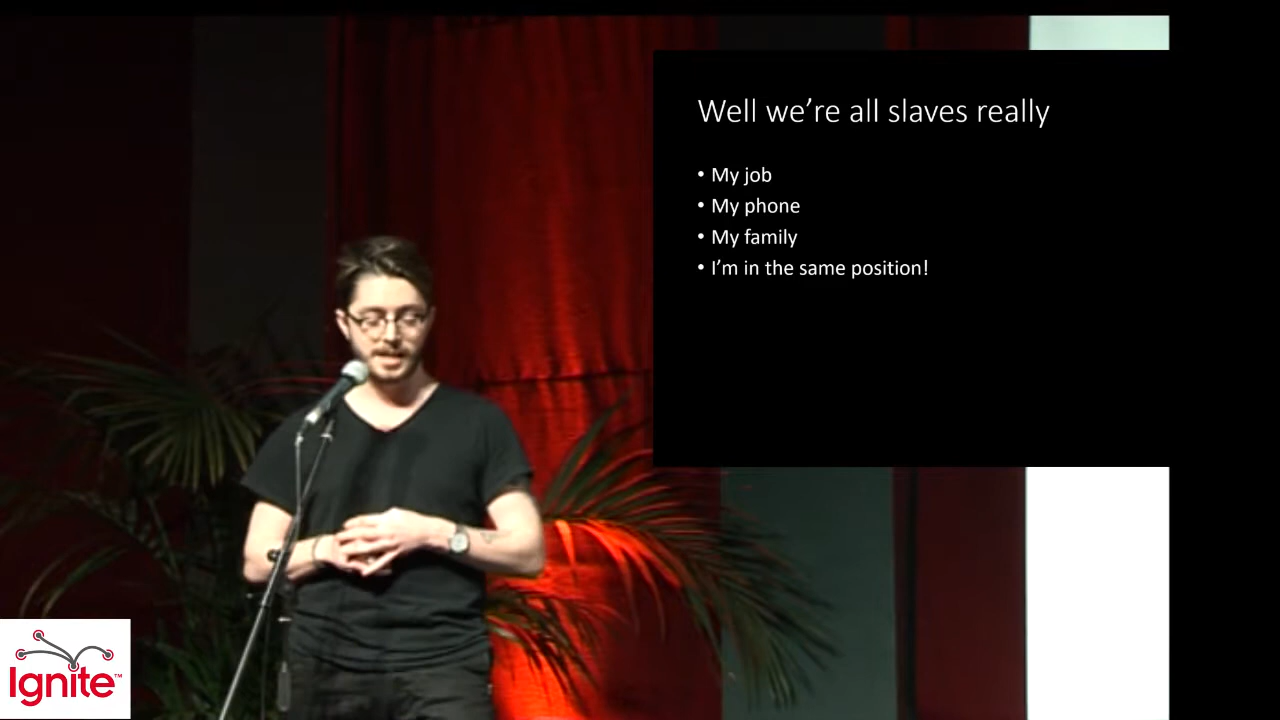 Well we're all slaves really
• My job
• My phone
• My family
• I'm in the same position!
Ignite™